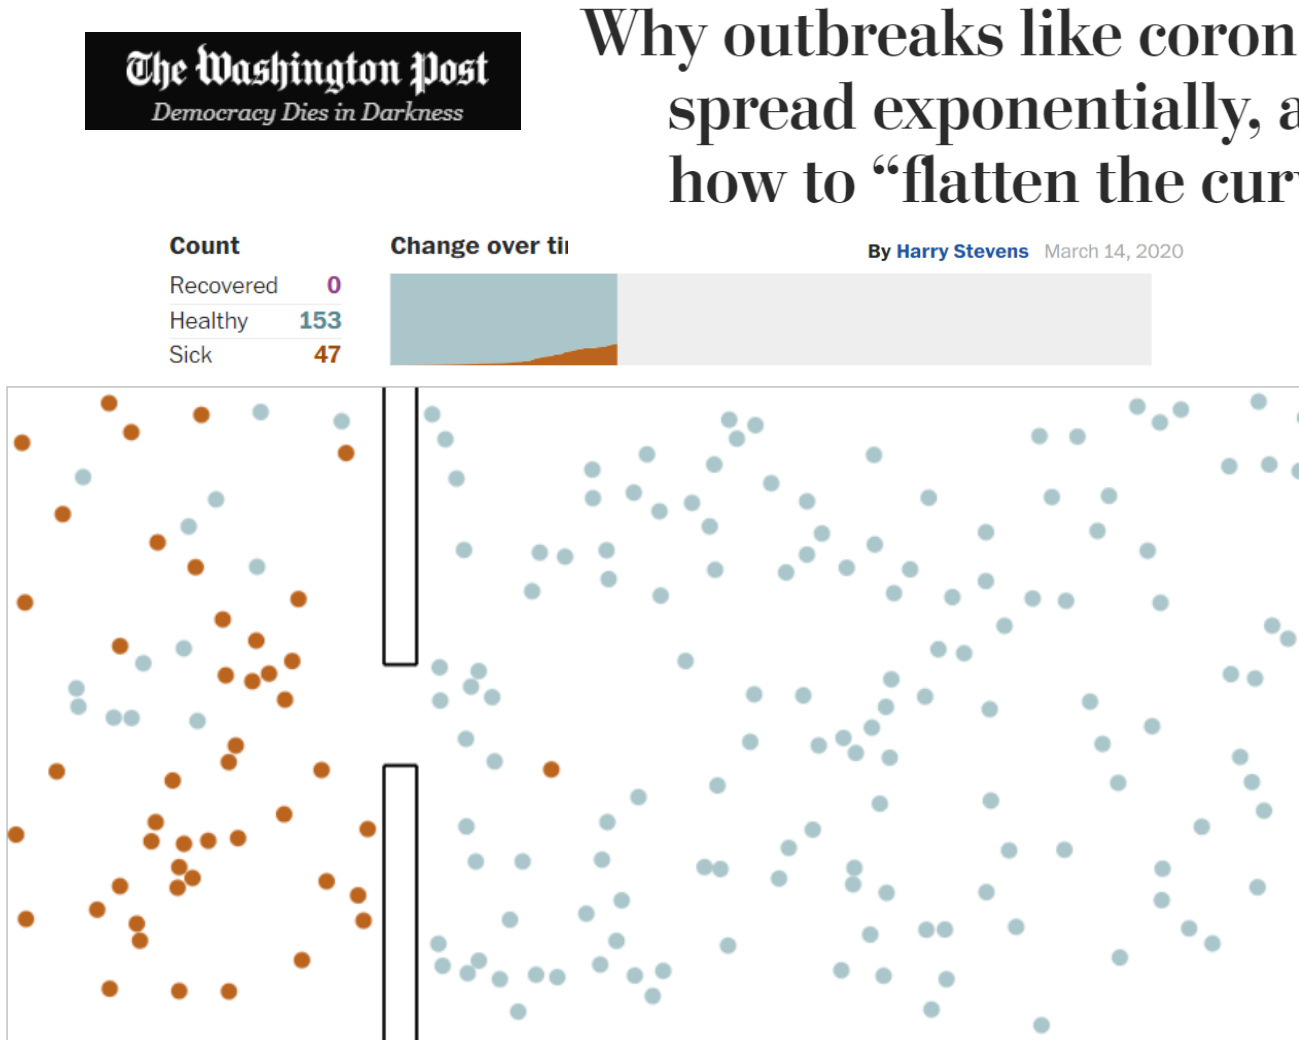 The Washington Post
Democracy Dies in Darkness
Why outbreaks like coron
spread exponentially, a
how to “flatten the cur
Count
Recovered 0
Healthy 153
Sick 47
Change over ti
By Harry Stevens March 14, 2020